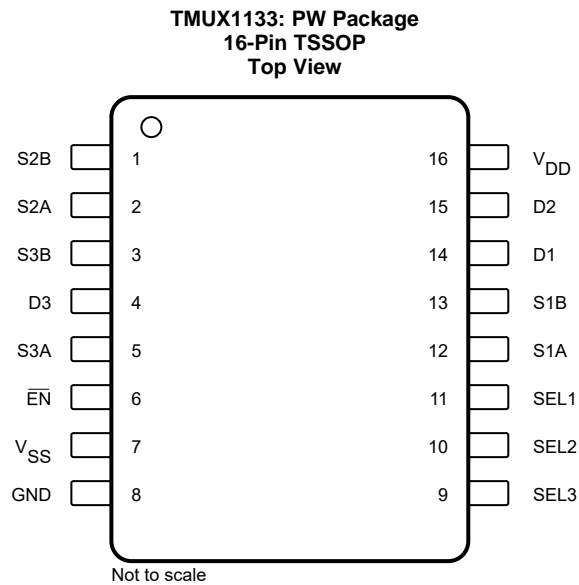 TMUX1133: PW Package
16-Pin TSSOP
Top View
S2B 1 16 VDD
S2A 2 15 D2
S3B 3 14 D1
D3 4 13 S1B
S3A 5 12 S1A
E̅N̅ 6 11 SEL1
VSS 7 10 SEL2
GND 8 9 SEL3
Not to scale